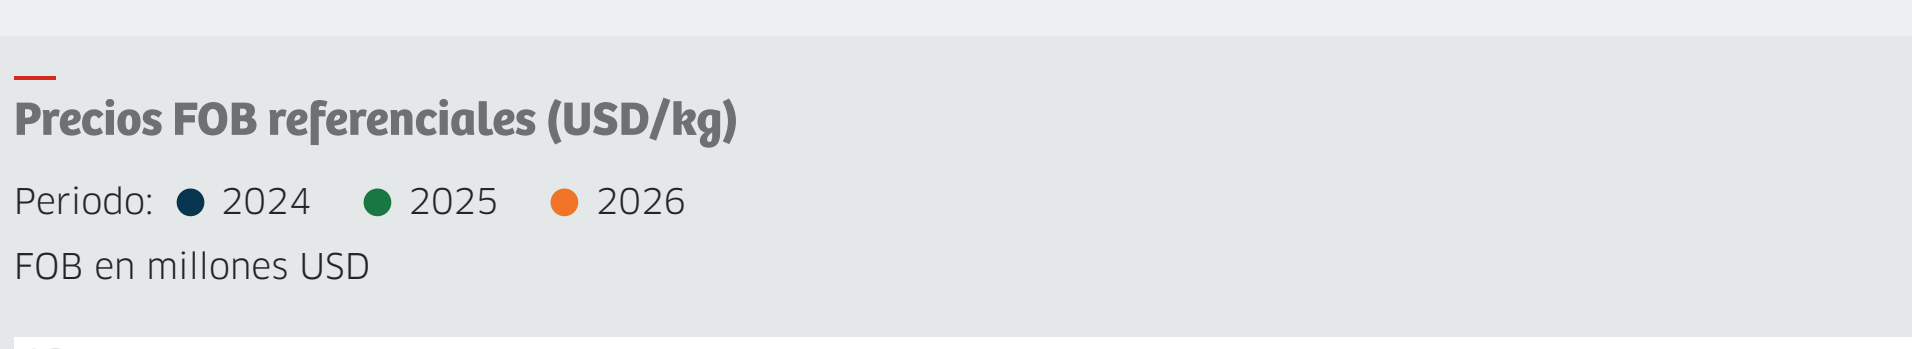 Precios FOB referenciales (USD/kg)
Periodo: 2024 2025 2026
FOB en millones USD